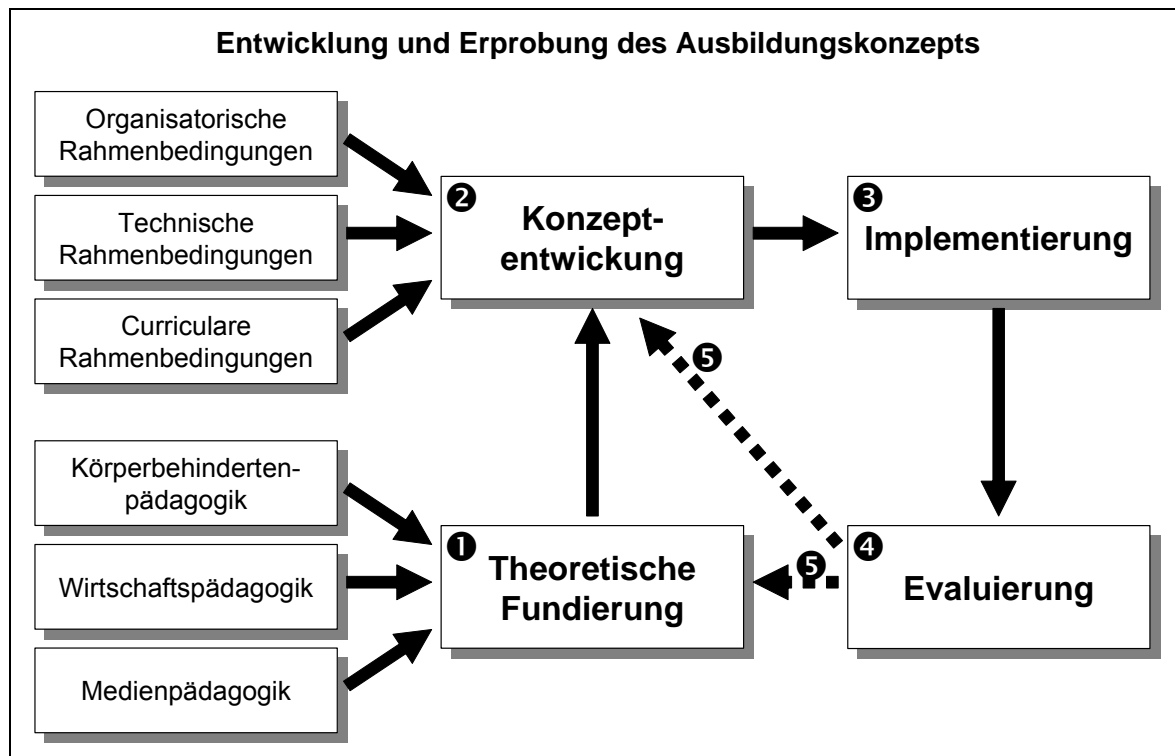 Entwicklung und Erprobung des Ausbildungskonzepts
Organisatorische
Rahmenbedingungen
Technische
Rahmenbedingungen
Curriculare
Rahmenbedingungen
❷
Konzept-
entwickung
❸
Implementierung
❺
Körperbehinderten-
pädagogik
Wirtschaftspädagogik
Medienpädagogik
❶
Theoretische
Fundierung
❺
❹
Evaluierung